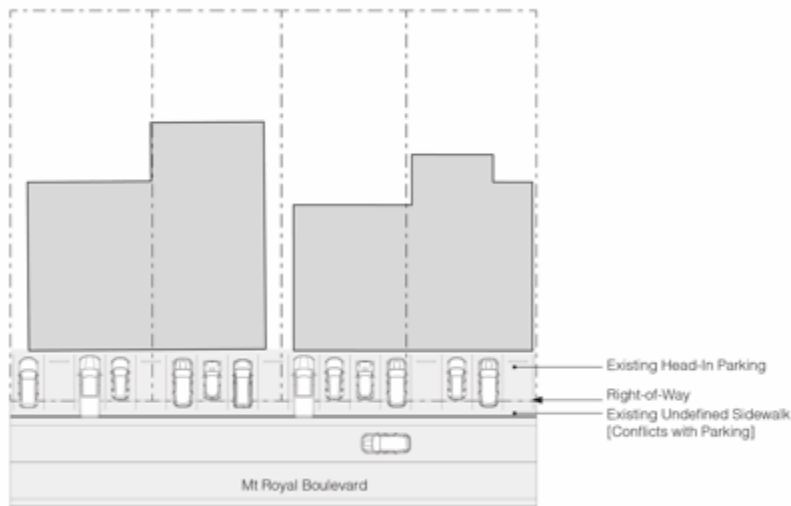 Existing Head-In Parking
Right-of-Way
Existing Undefined Sidewalk
[Conflicts with Parking]
Mt Royal Boulevard